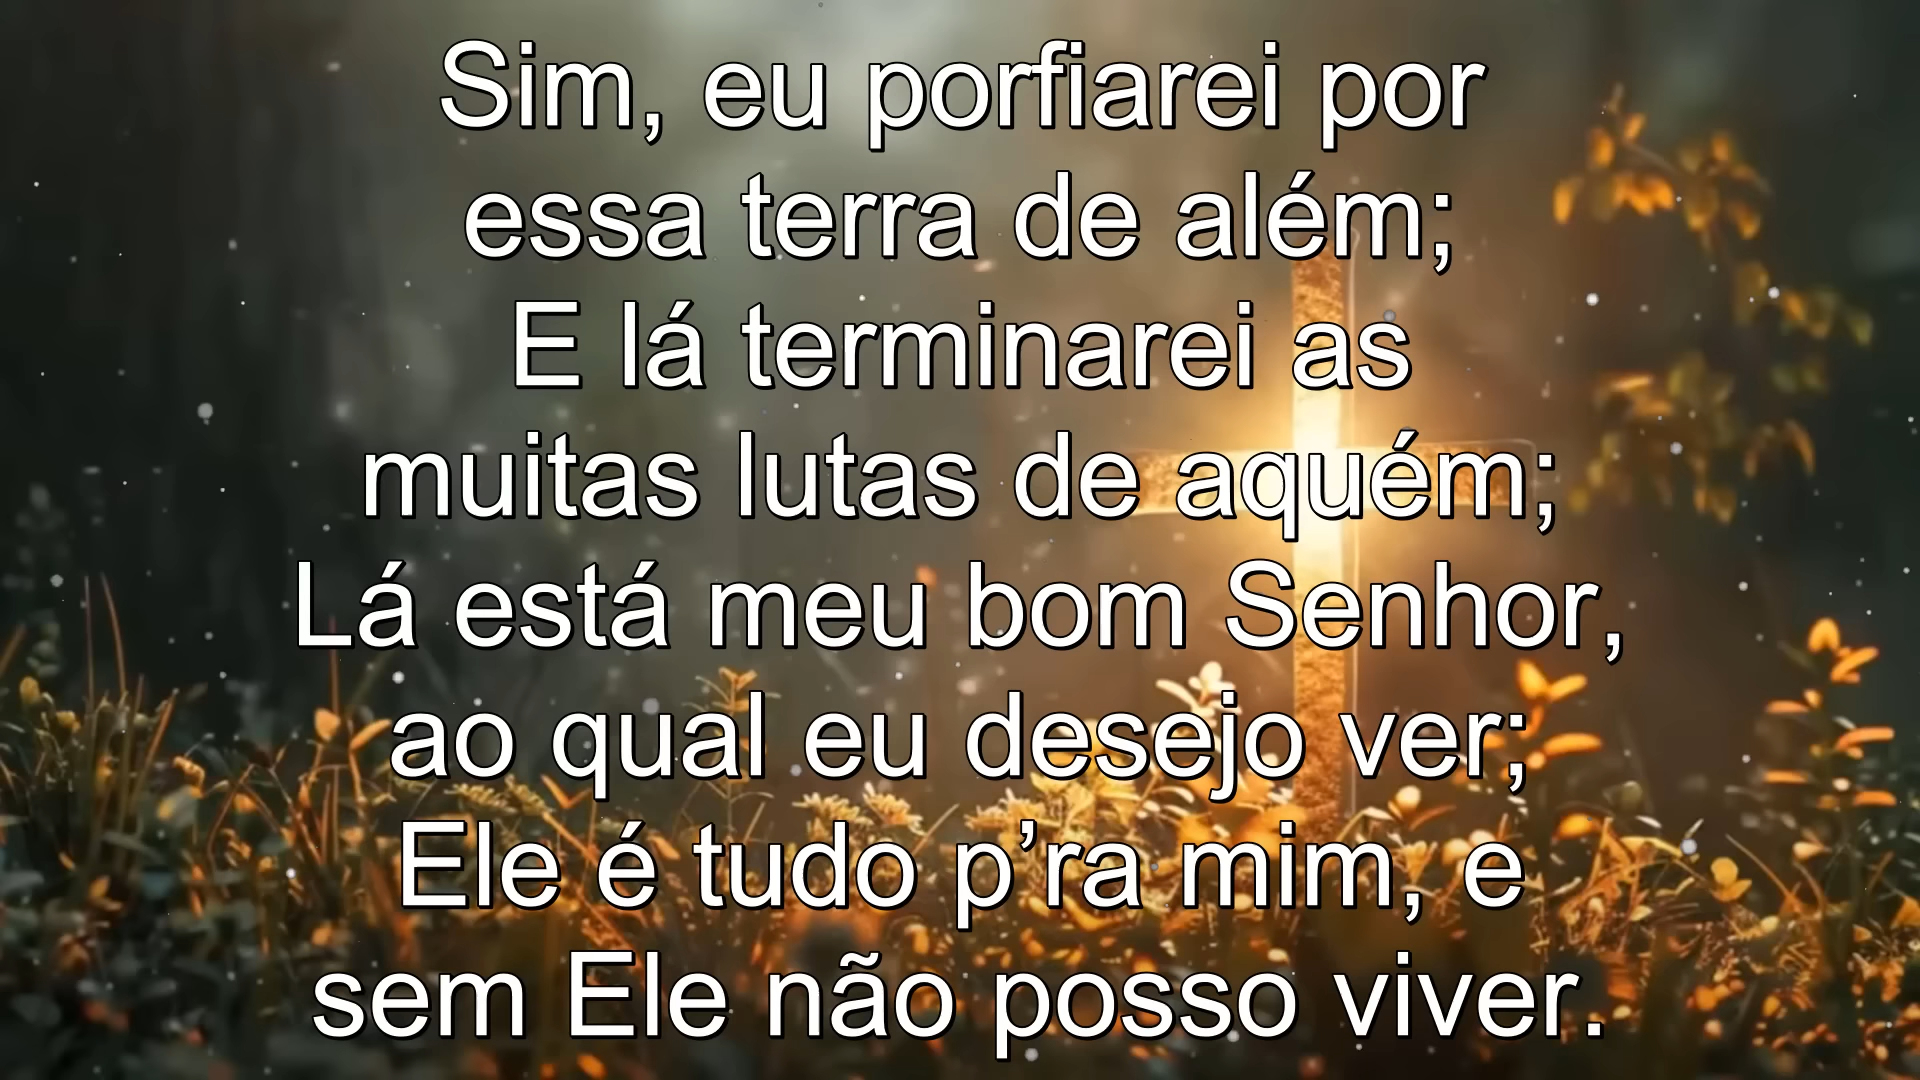 Sim, eu porfiarei por
essa terra de além;
E lá terminarei as
muitas lutas de aquém;
Lá está meu bom Senhor,
ao qual eu desejo ver;
Ele é tudo p’ra mim, e
sem Ele não posso viver.